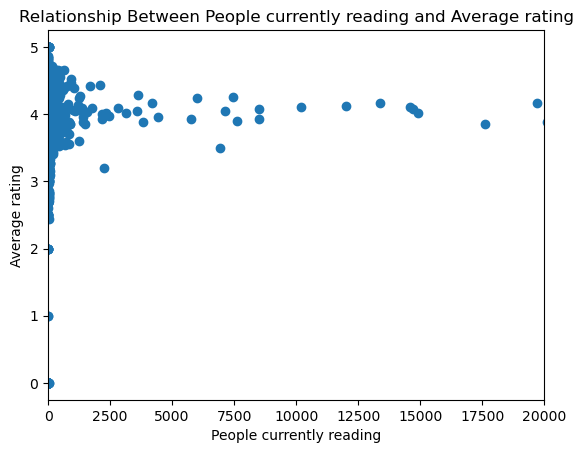 Relationship Between People currently reading and Average rating
5
4
3
2
1
0
Average rating
0 2500 5000 7500 10000 12500 15000 17500 20000
People currently reading